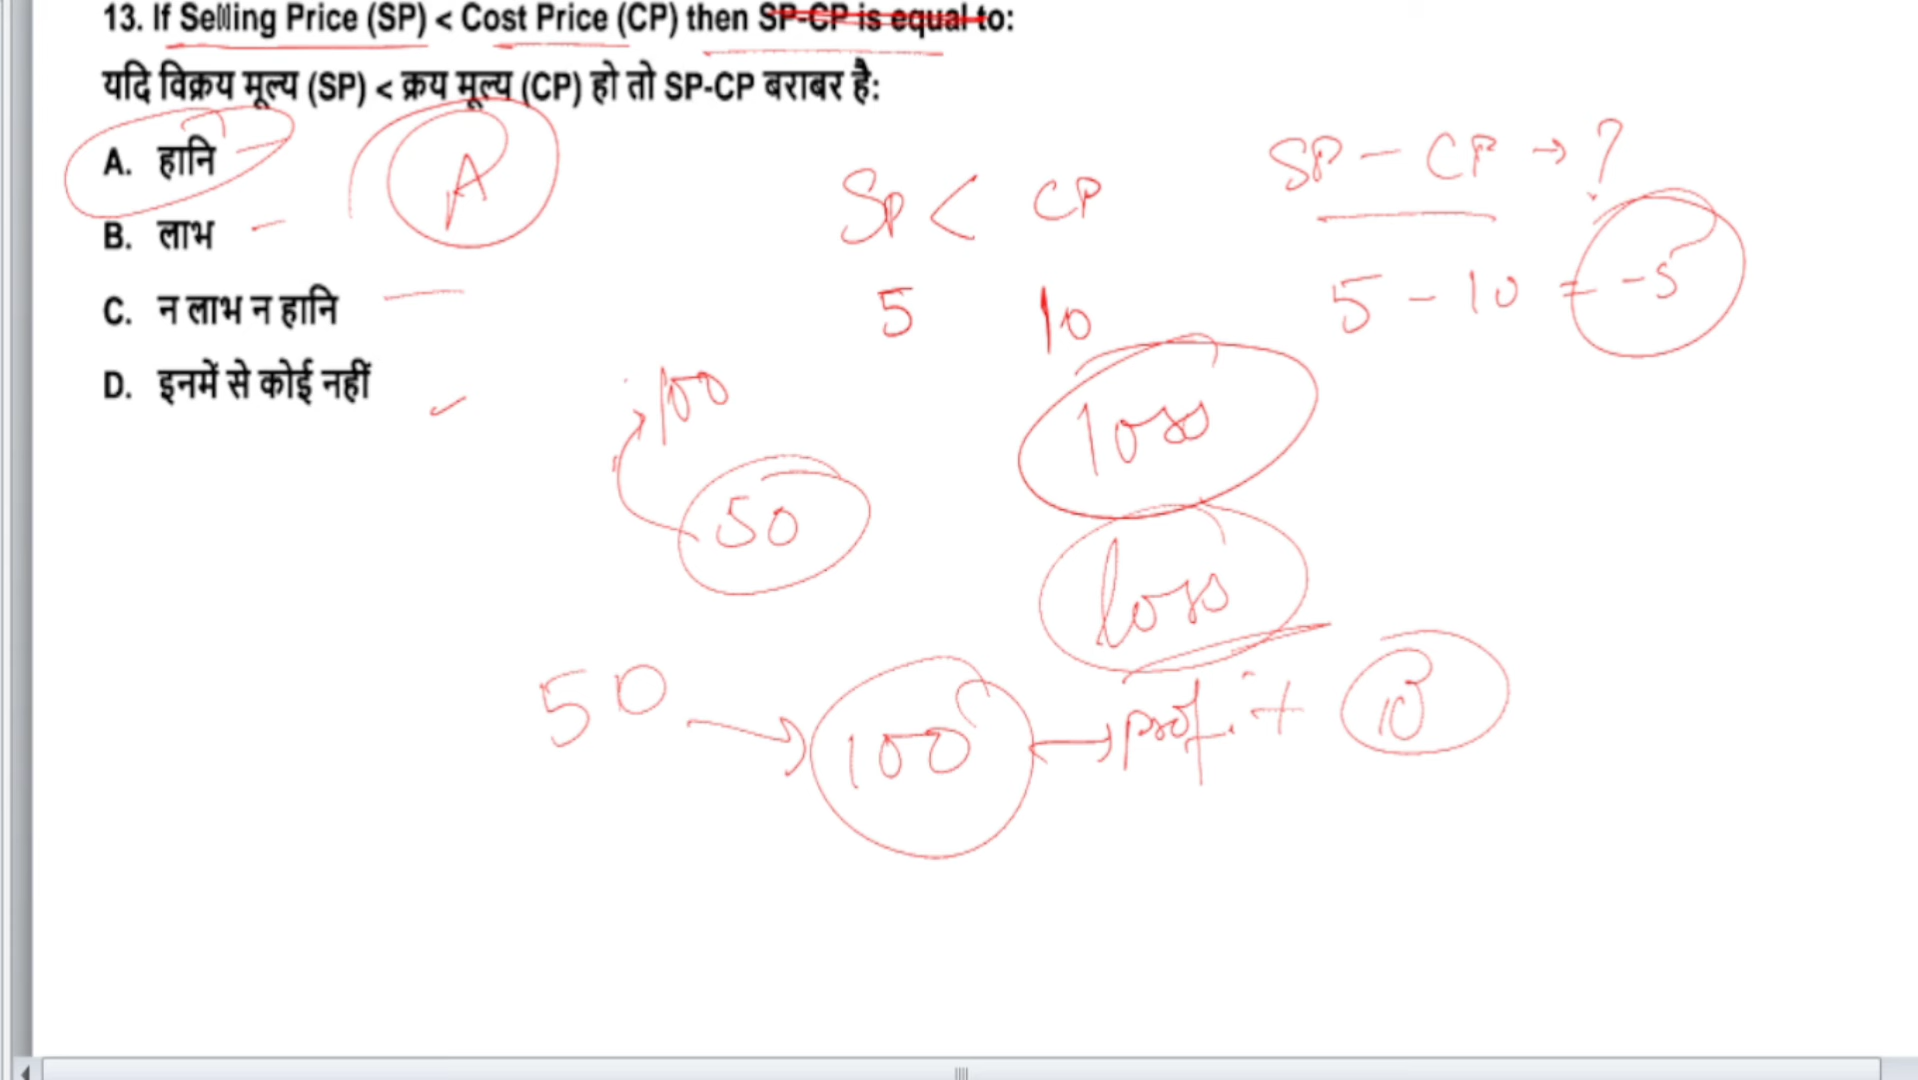 13. If Selling Price (SP) < Cost Price (CP) then SP-CP is equal to:
यदि विक्रय मूल्य (SP) < क्रय मूल्य (CP) हो तो SP-CP बराबर है:
A. हानि
A
B. लाभ
C. न लाभ न हानि
D. इनमें से कोई नहीं
SP < CP
5 10
SP - CP → ?
5 - 10 = -5
100
50
loss
loss
50 → 100 → profit